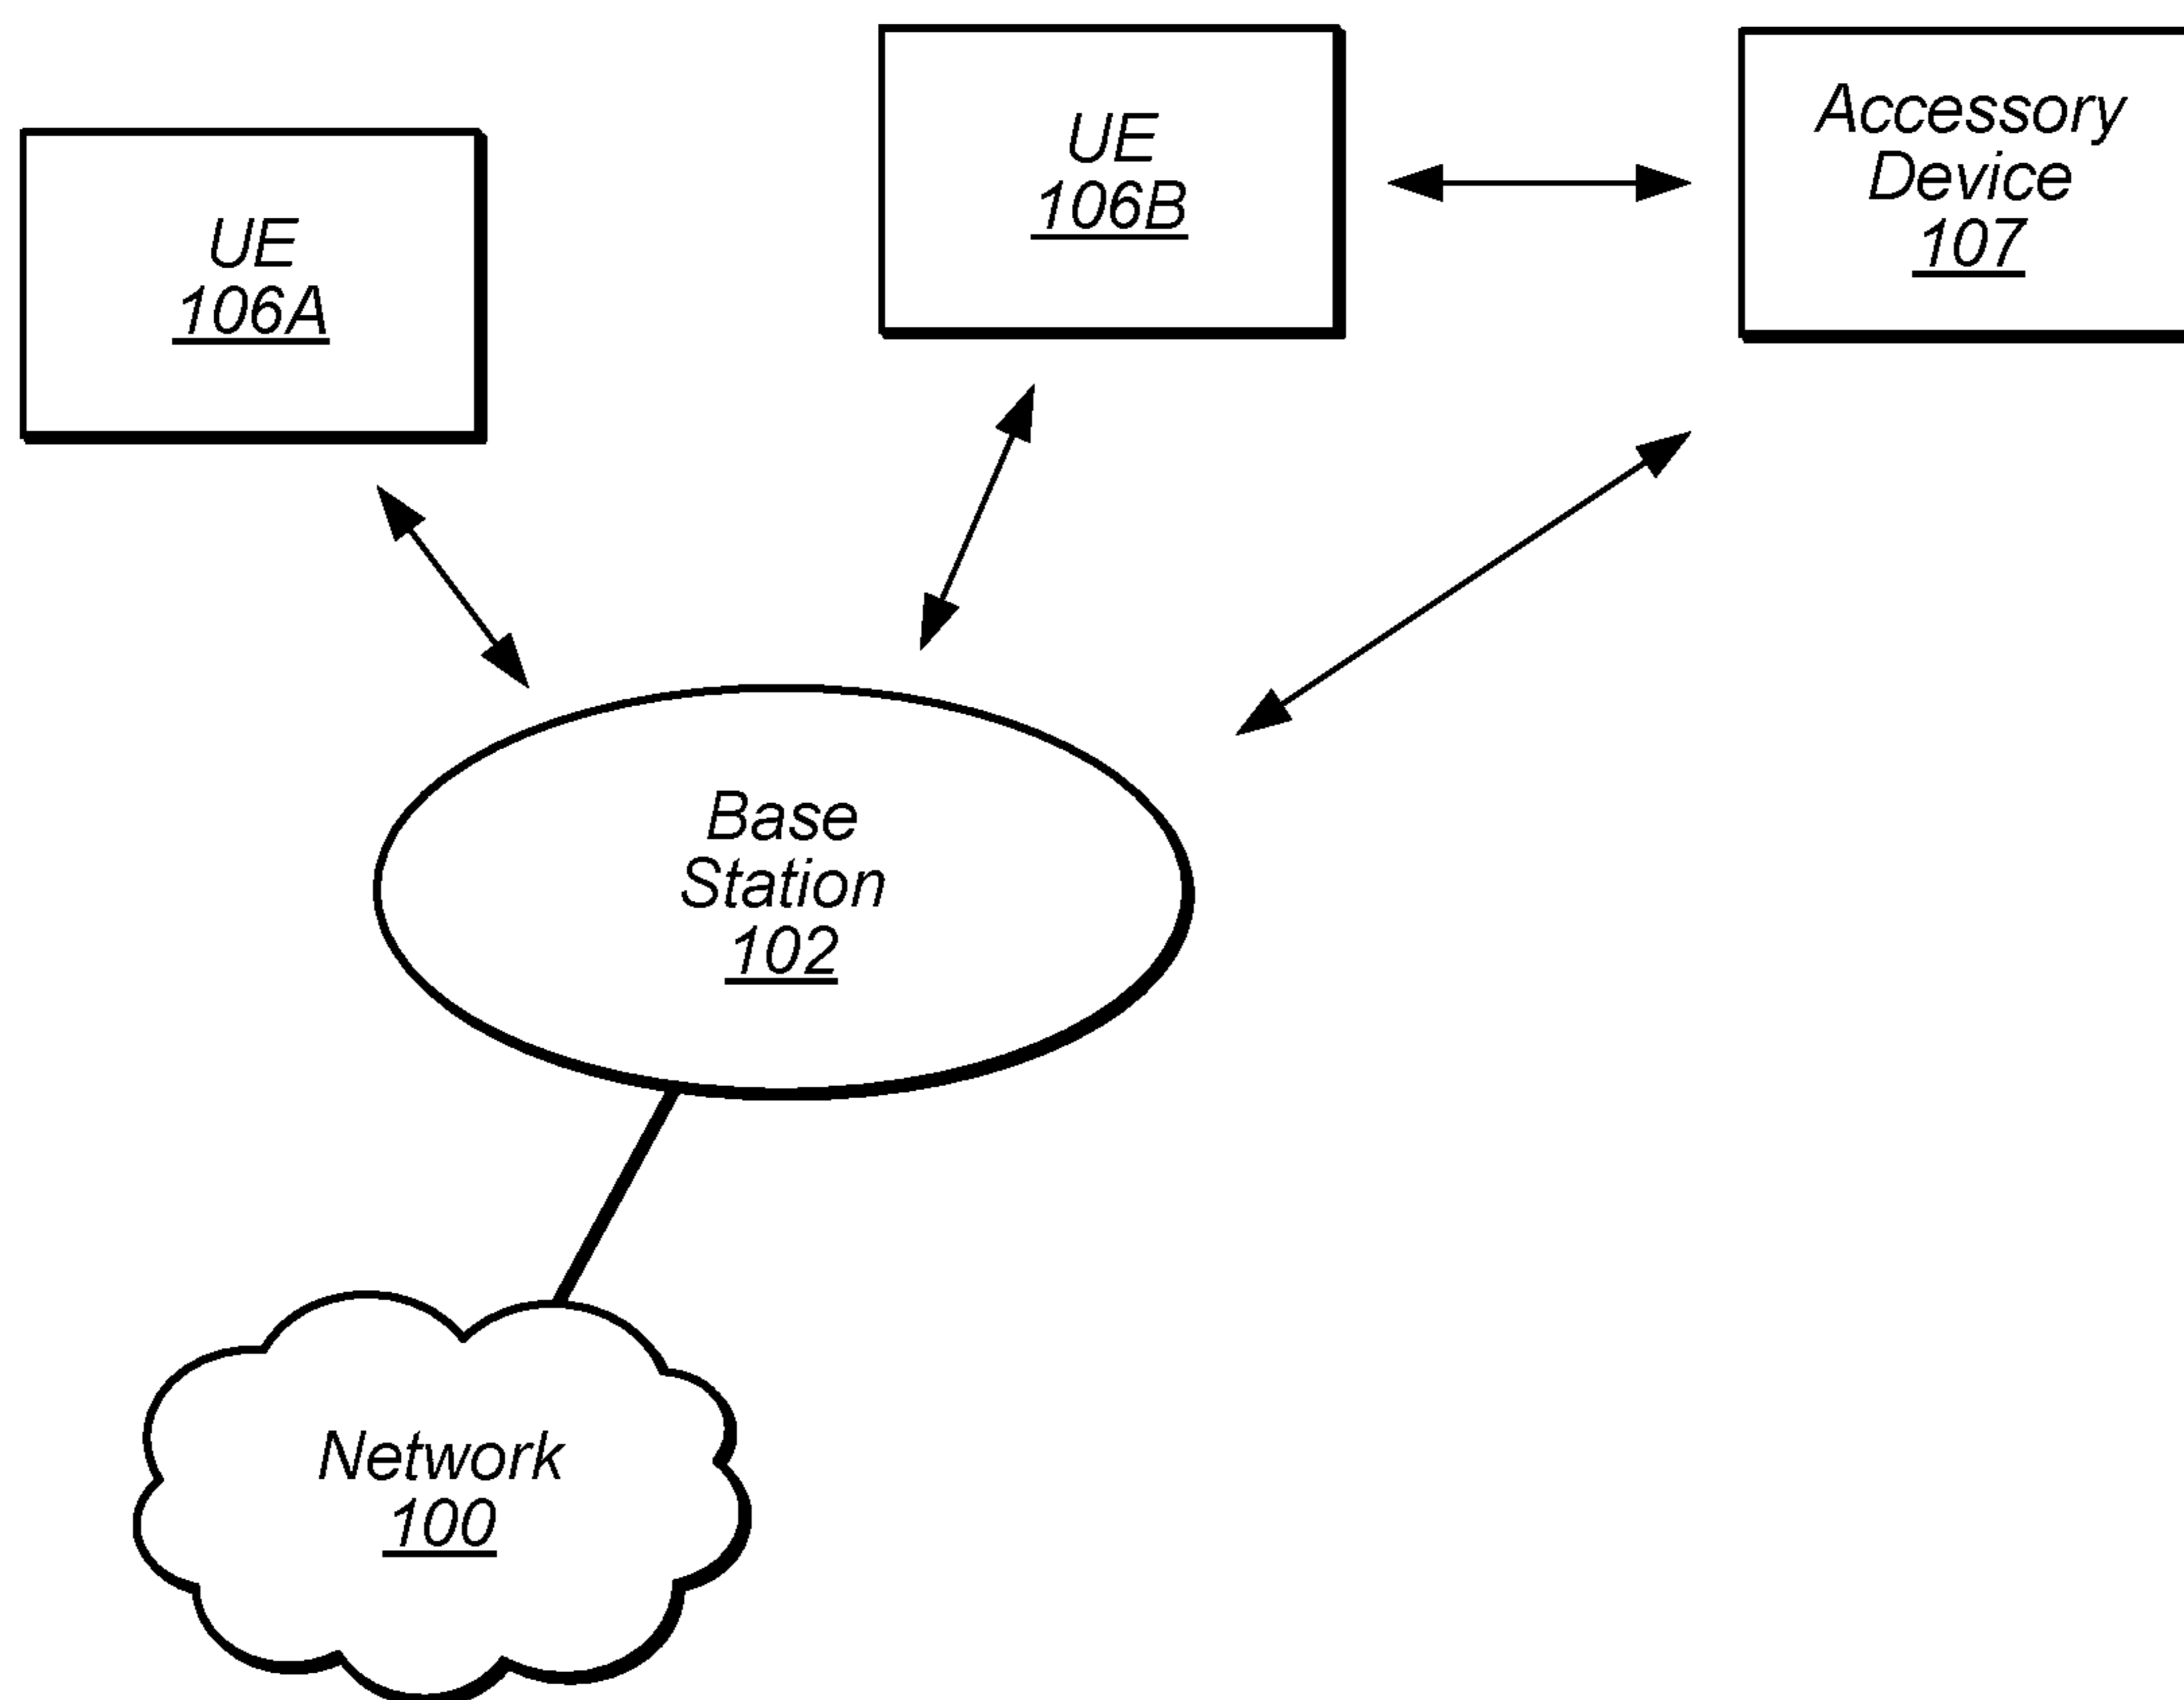 UE
106A
UE
106B
Accessory
Device
107
Base
Station
102
Network
100